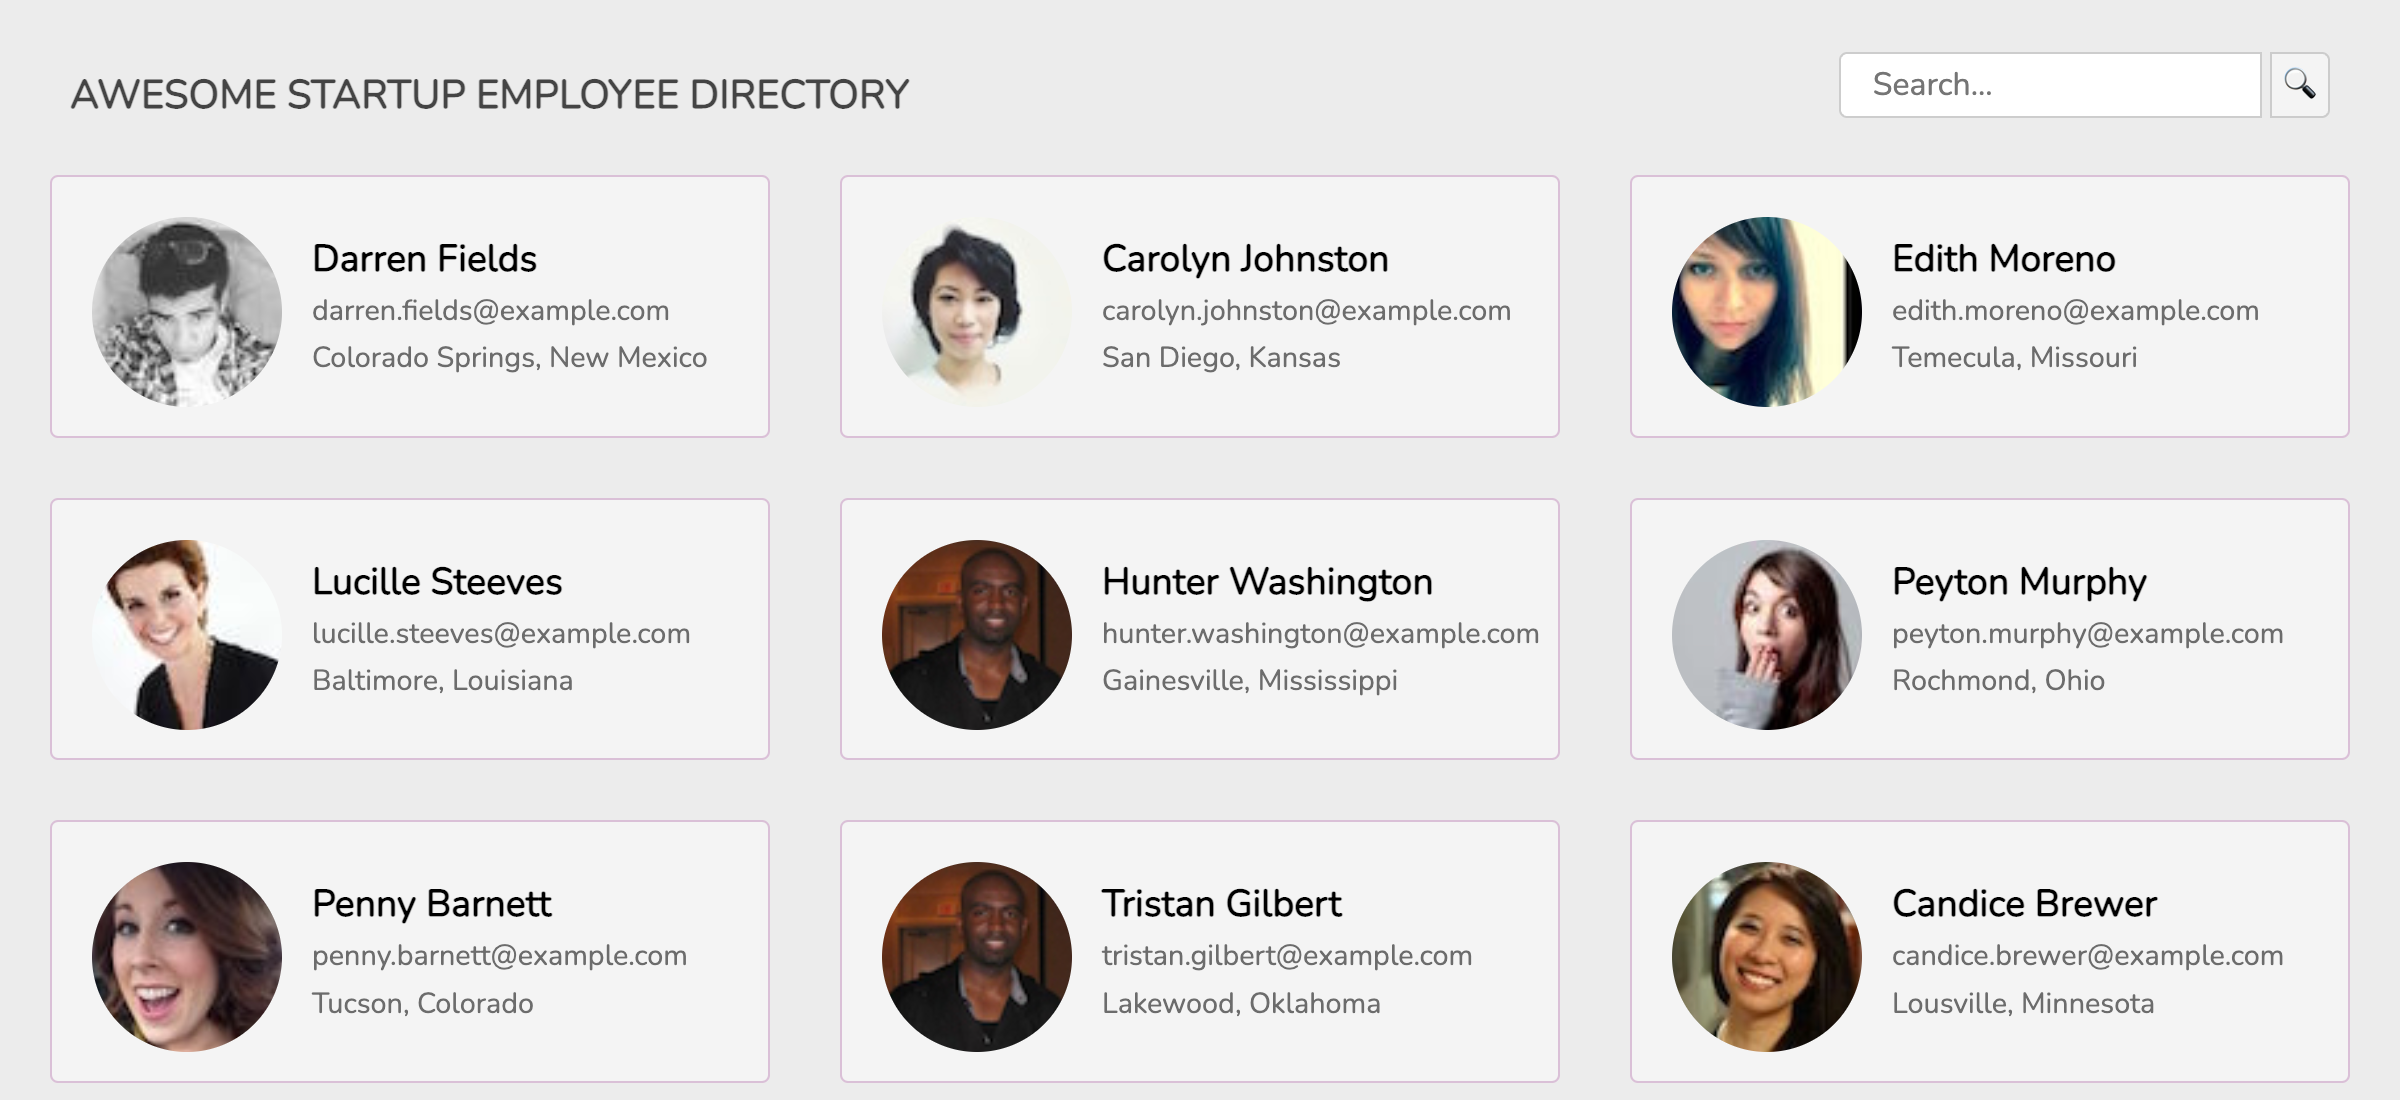 AWESOME STARTUP EMPLOYEE DIRECTORY
Search...
Darren Fields
darren.fields@example.com
Colorado Springs, New Mexico
Carolyn Johnston
carolyn.johnston@example.com
San Diego, Kansas
Edith Moreno
edith.moreno@example.com
Temecula, Missouri
Lucille Steeves
lucille.steeves@example.com
Baltimore, Louisiana
Hunter Washington
hunter.washington@example.com
Gainesville, Mississippi
Peyton Murphy
peyton.murphy@example.com
Rochmond, Ohio
Penny Barnett
penny.barnett@example.com
Tucson, Colorado
Tristan Gilbert
tristan.gilbert@example.com
Lakewood, Oklahoma
Candice Brewer
candice.brewer@example.com
Lousville, Minnesota